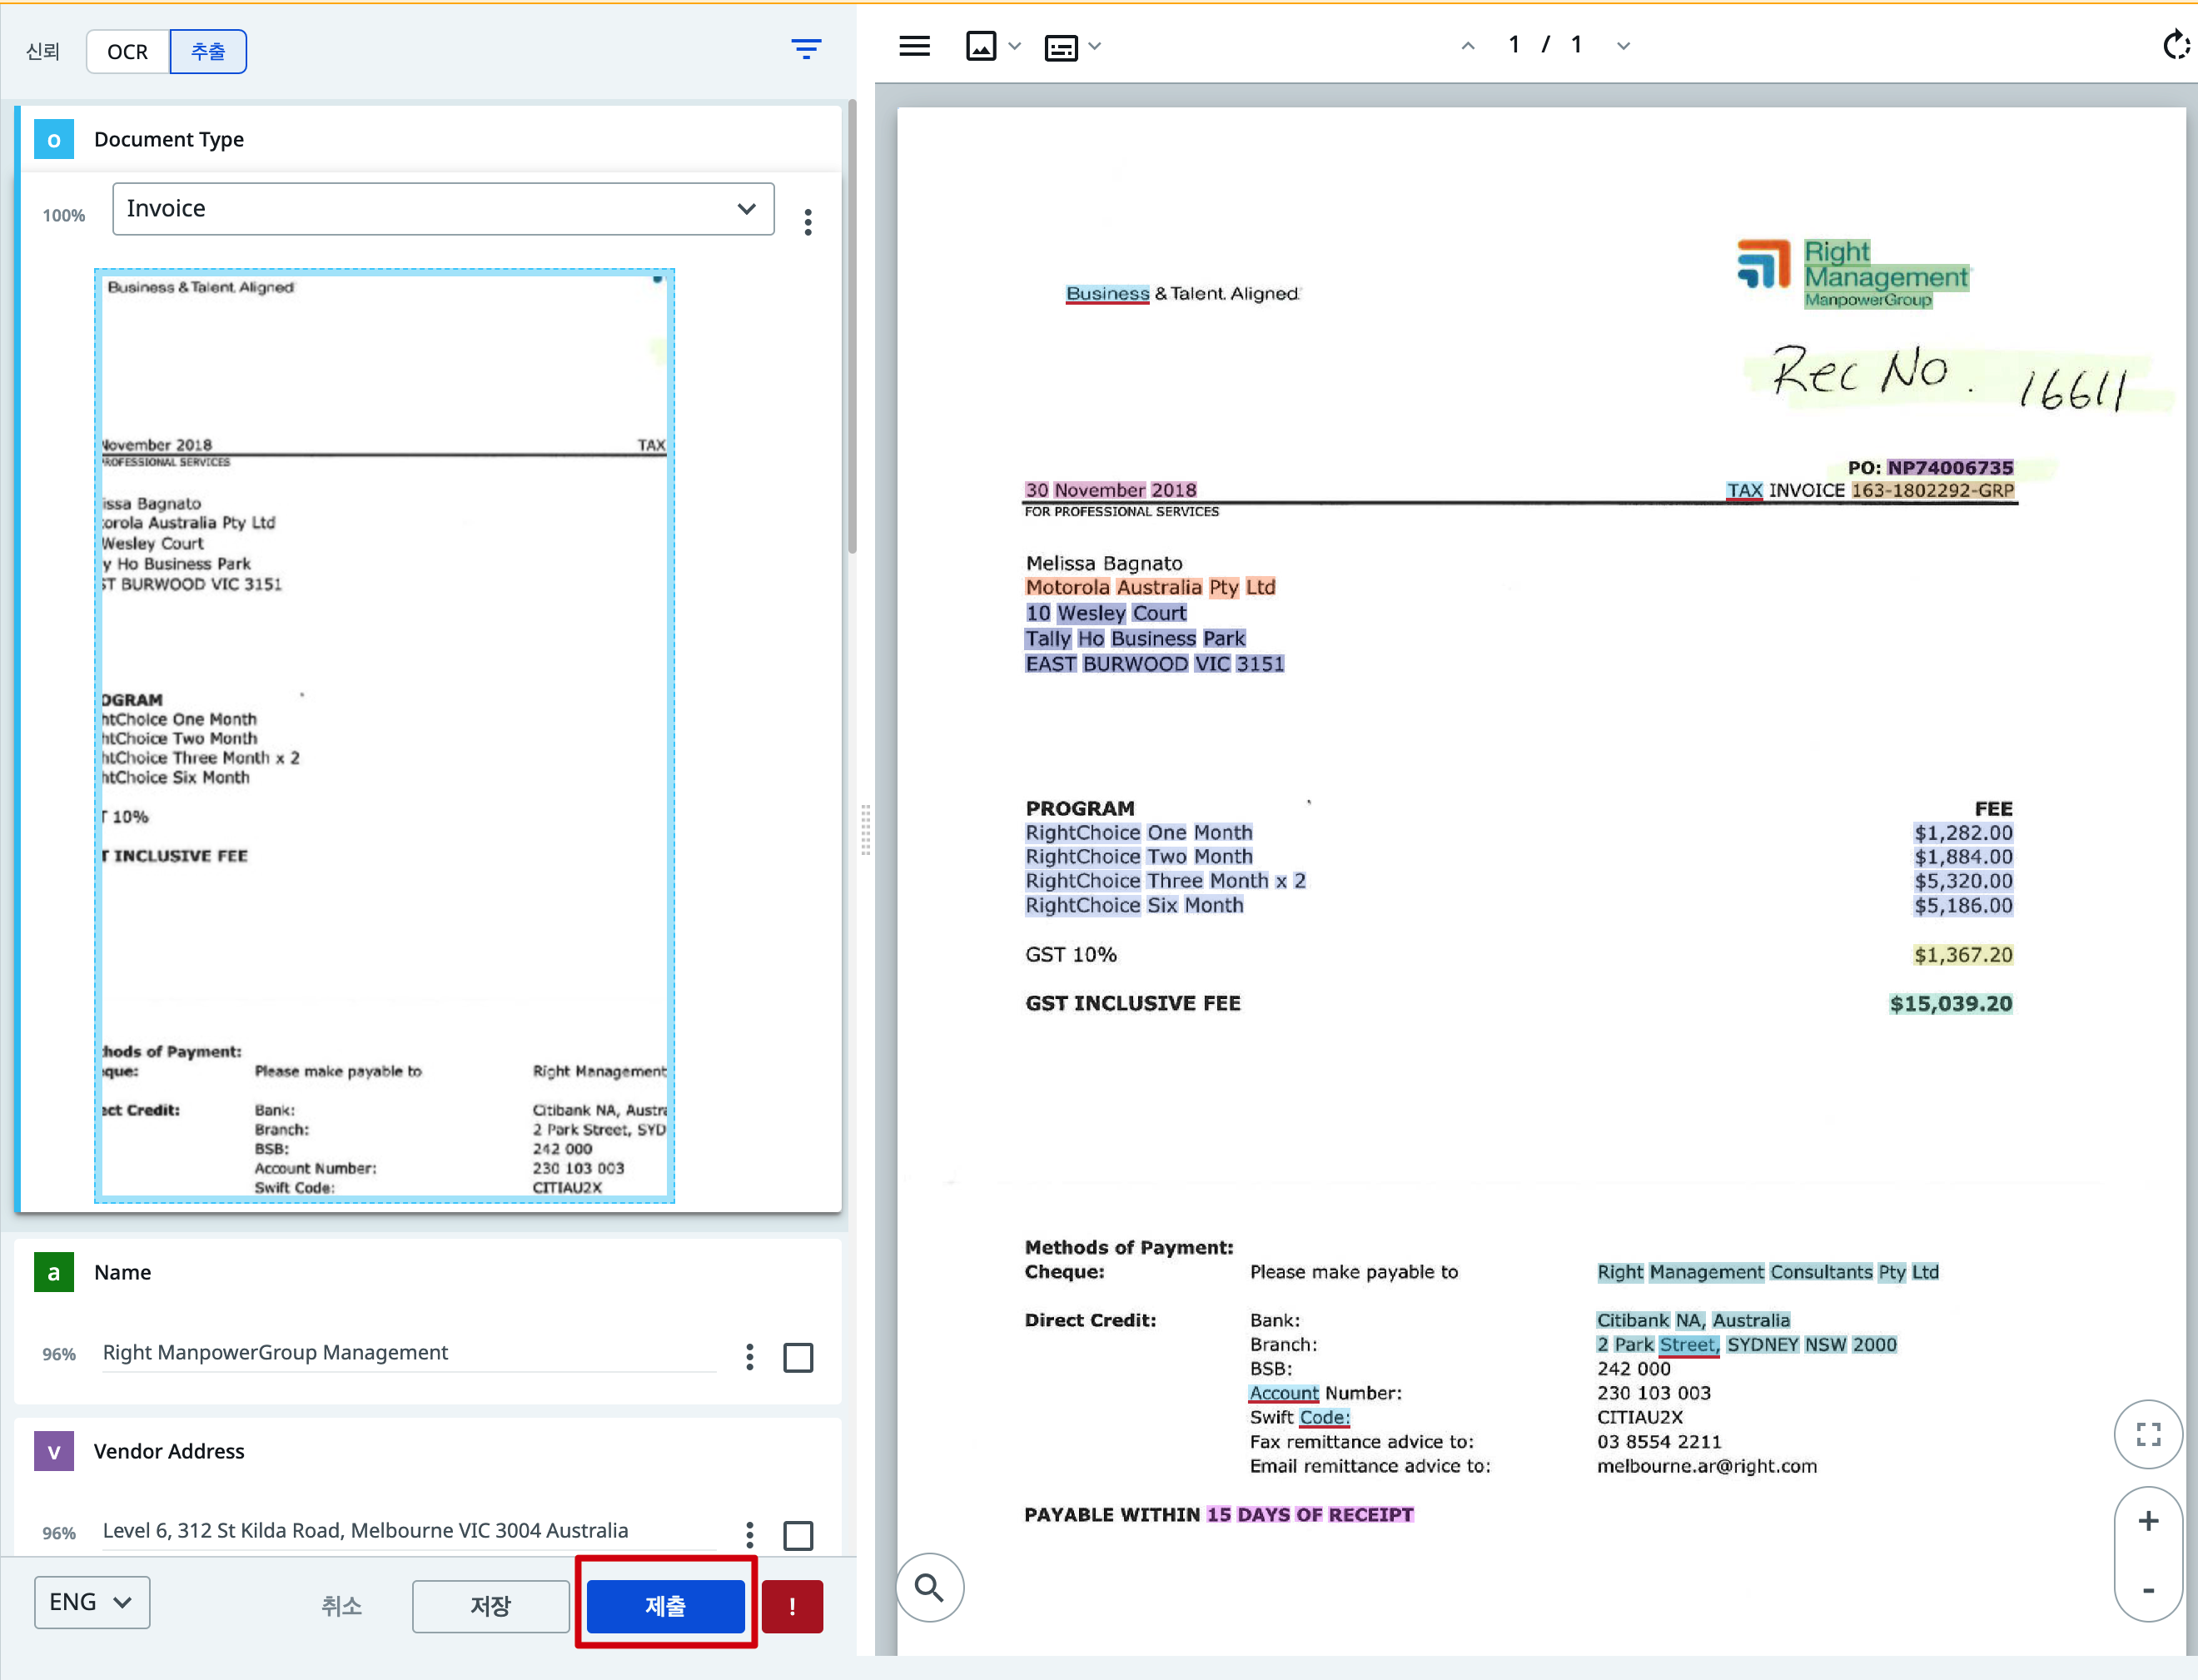 신뢰
OCR
추출
1 / 1
o
Document Type
100%
Invoice
Business & Talent. Aligned
November 2018
TAX
ROFESSIONAL SERVICES
issa Bagnato
orola Australia Pty Ltd
Wesley Court
y Ho Business Park
ST BURWOOD VIC 3151
OGRAM
htChoice One Month
htChoice Two Month
htChoice Three Month x 2
htChoice Six Month
T 10%
T INCLUSIVE FEE
thods of Payment:
eque:
Please make payable to
Right Management
ect Credit:
Bank:
Citibank NA, Austra
Branch:
2 Park Street, SYD
BSB:
242 000
Account Number:
230 103 003
Swift Code:
CITIAU2X
a
Name
96%
Right ManpowerGroup Management
v
Vendor Address
96%
Level 6, 312 St Kilda Road, Melbourne VIC 3004 Australia
ENG
취소
저장
제출
!
Business & Talent. Aligned
Right
Management
ManpowerGroup
Rec No. 16611
PO: NP74006735
30 November 2018
TAX INVOICE 163-1802292-GRP
FOR PROFESSIONAL SERVICES
Melissa Bagnato
Motorola Australia Pty Ltd
10 Wesley Court
Tally Ho Business Park
EAST BURWOOD VIC 3151
PROGRAM FEE
RightChoice One Month $1,282.00
RightChoice Two Month $1,884.00
RightChoice Three Month x 2 $5,320.00
RightChoice Six Month $5,186.00
GST 10% $1,367.20
GST INCLUSIVE FEE $15,039.20
Methods of Payment:
Cheque: Please make payable to Right Management Consultants Pty Ltd
Direct Credit: Bank: Citibank NA, Australia
Branch: 2 Park Street, SYDNEY NSW 2000
BSB: 242 000
Account Number: 230 103 003
Swift Code: CITIAU2X
Fax remittance advice to: 03 8554 2211
Email remittance advice to: melbourne.ar@right.com
PAYABLE WITHIN 15 DAYS OF RECEIPT
+
-